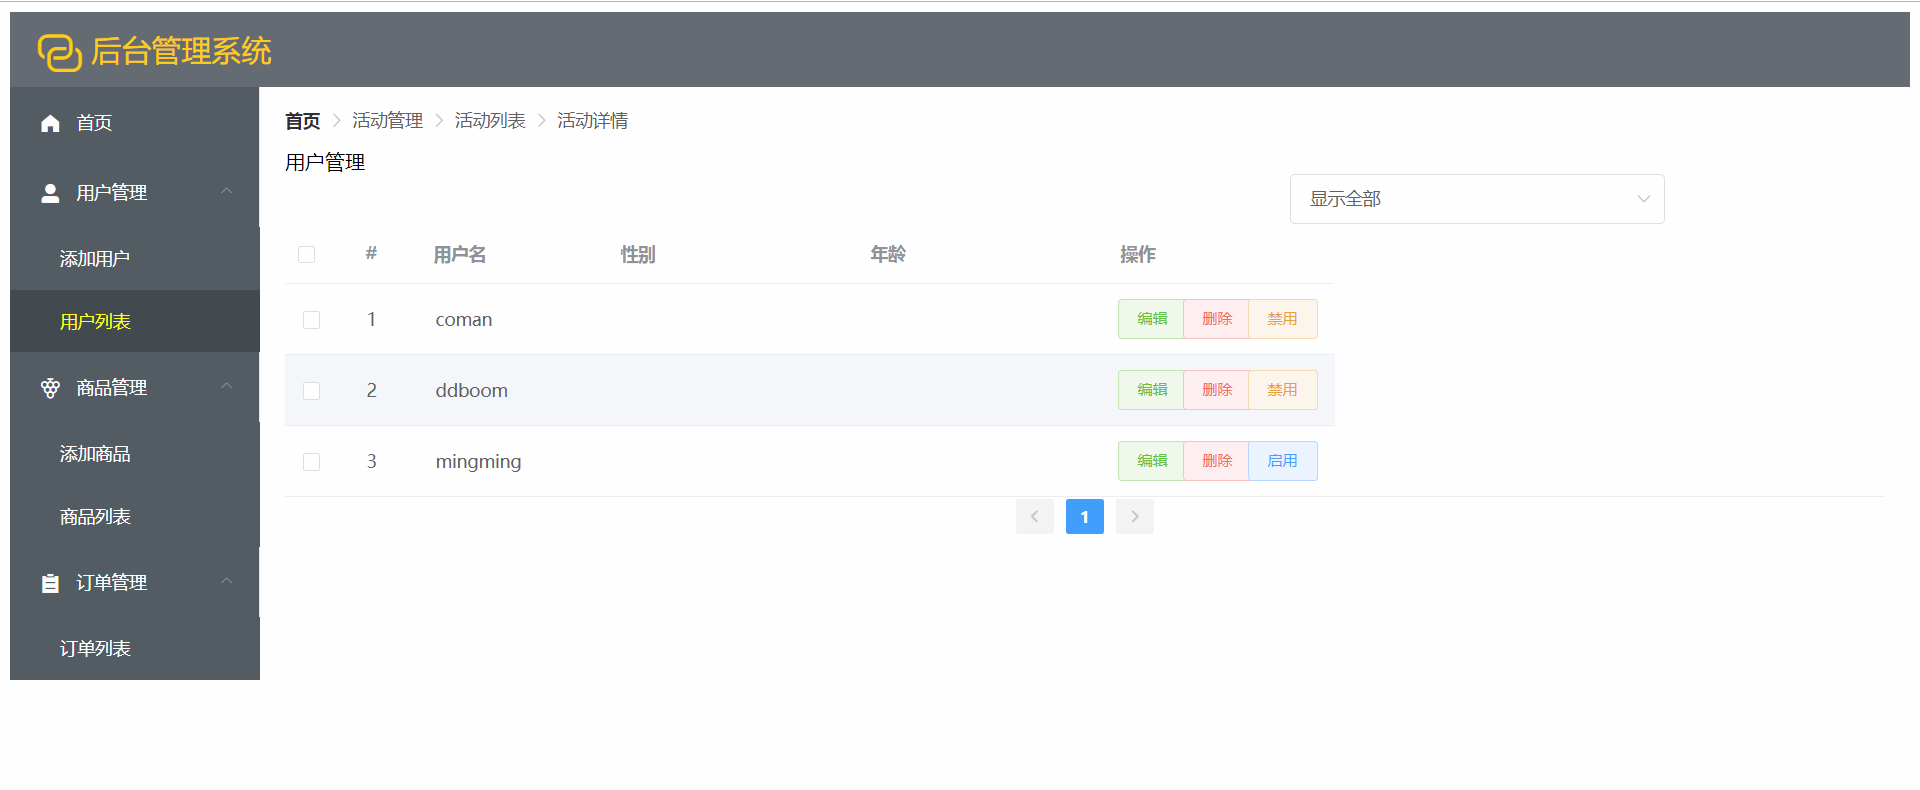 后台管理系统
首页
用户管理
添加用户
用户列表
商品管理
添加商品
商品列表
订单管理
订单列表
首页 活动管理 活动列表 活动详情
用户管理
显示全部
# 用户名 性别 年龄 操作
1 coman 编辑 删除 禁用
2 ddboom 编辑 删除 禁用
3 mingming 编辑 删除 启用
1